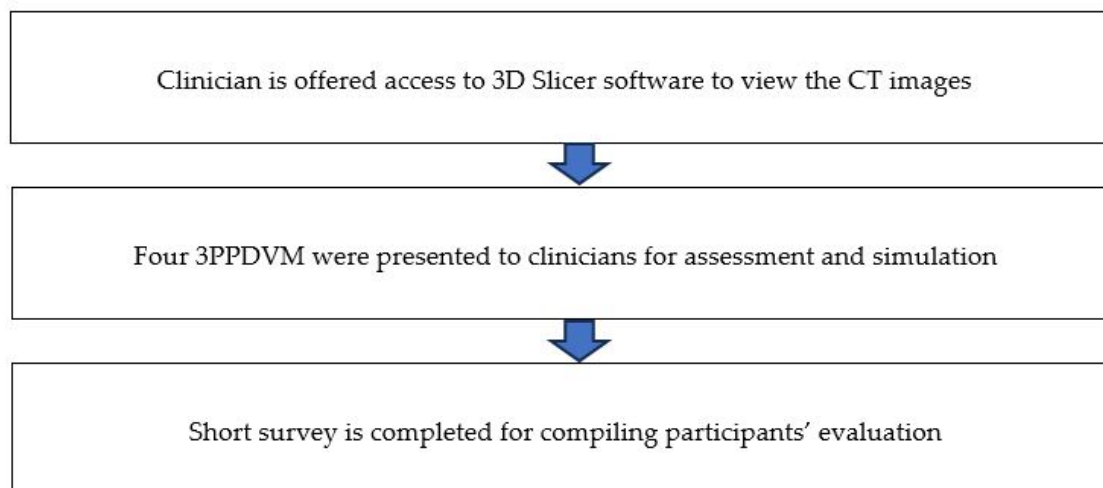 Clinician is offered access to 3D Slicer software to view the CT images
Four 3PPDVM were presented to clinicians for assessment and simulation
Short survey is completed for compiling participants’ evaluation